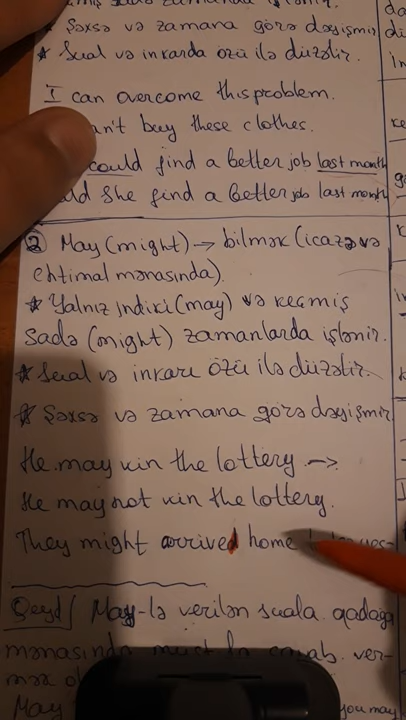 * Şəxsə və zamana görə dəyişmir
* Sual və inkarda özü ilə düzəlir.
I can overcome this problem.
can't buy these clothes.
could find a better job last month
she find a better job last month
② May (might) → bilmək (icazə və
ehtimal mənasında).
* Yalnız Indiki (may) və keçmiş
sadə (might) zamanlarda işlənir.
* Sual və inkarı özü ilə düzəlir.
* Şəxsə və zamana görə dəyişmir
He may win the lottery →
He may not win the lottery.
They might arrived home
Qeyd May-lə verilən suala qadağa
mənasında must la cavab ver-
mək
May you may